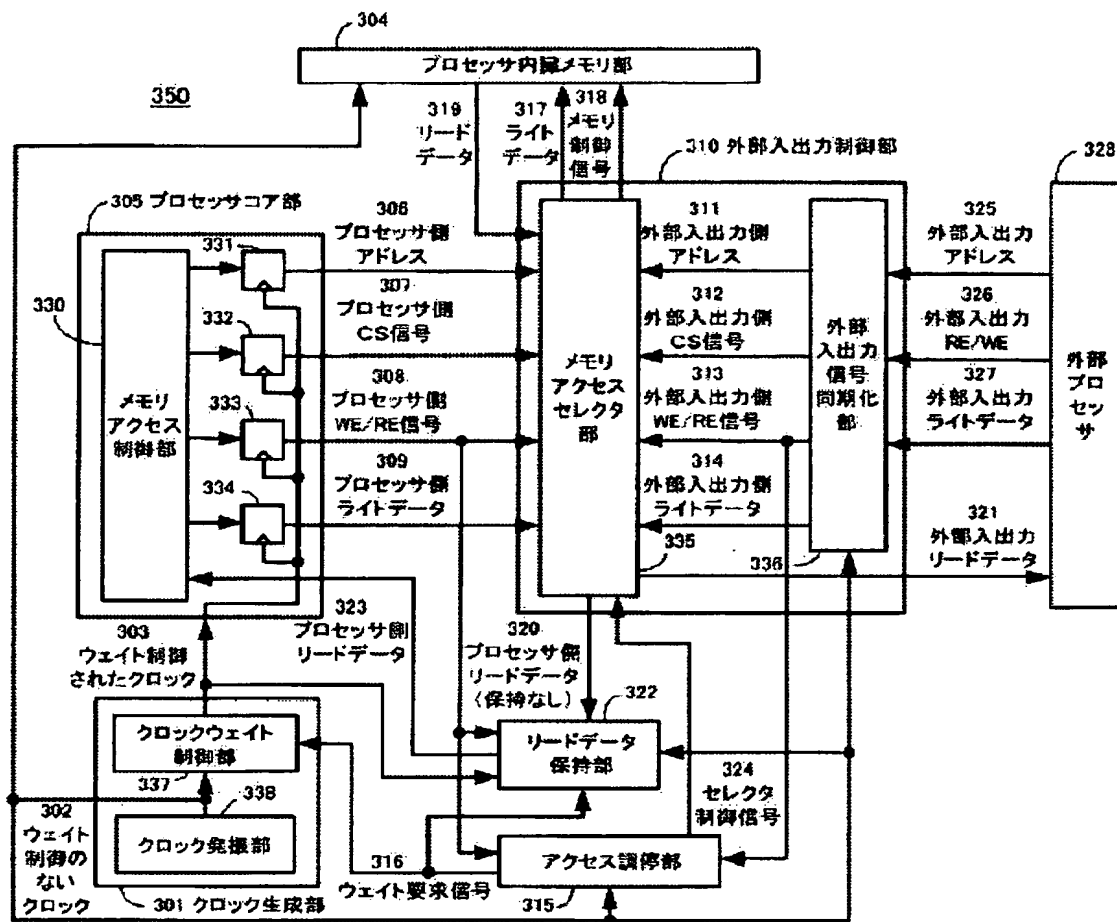 304
プロセッサ内蔵メモリ部
350
319
リード
データ
317
ライト
データ
318
メモリ
制御
信号
310 外部入出力制御部
328
305 プロセッサコア部
330
メモリ
アクセス
制御部
331
332
333
334
306
プロセッサ側
アドレス
307
プロセッサ側
CS信号
308
プロセッサ側
WE/RE信号
309
プロセッサ側
ライトデータ
メモリ
アクセス
セレクタ
部
311
外部入出力側
アドレス
312
外部入出力側
CS信号
313
外部入出力側
WE/RE信号
314
外部入出力側
ライトデータ
335
外部
入出力
信号
同期化
部
336
325
外部入出力
アドレス
326
外部入出力
RE/WE
327
外部入出力
ライトデータ
321
外部入出力
リードデータ
外部
プロセッサ
303
ウェイト制御
されたクロック
323
プロセッサ側
リードデータ
320
プロセッサ側
リードデータ
(保持なし)
322
リードデータ
保持部
クロックウェイト
制御部
337
338
クロック発振部
302
ウェイト
制御の
ない
クロック
301 クロック生成部
316
ウェイト要求信号
324
セレクタ
制御信号
アクセス調停部
315